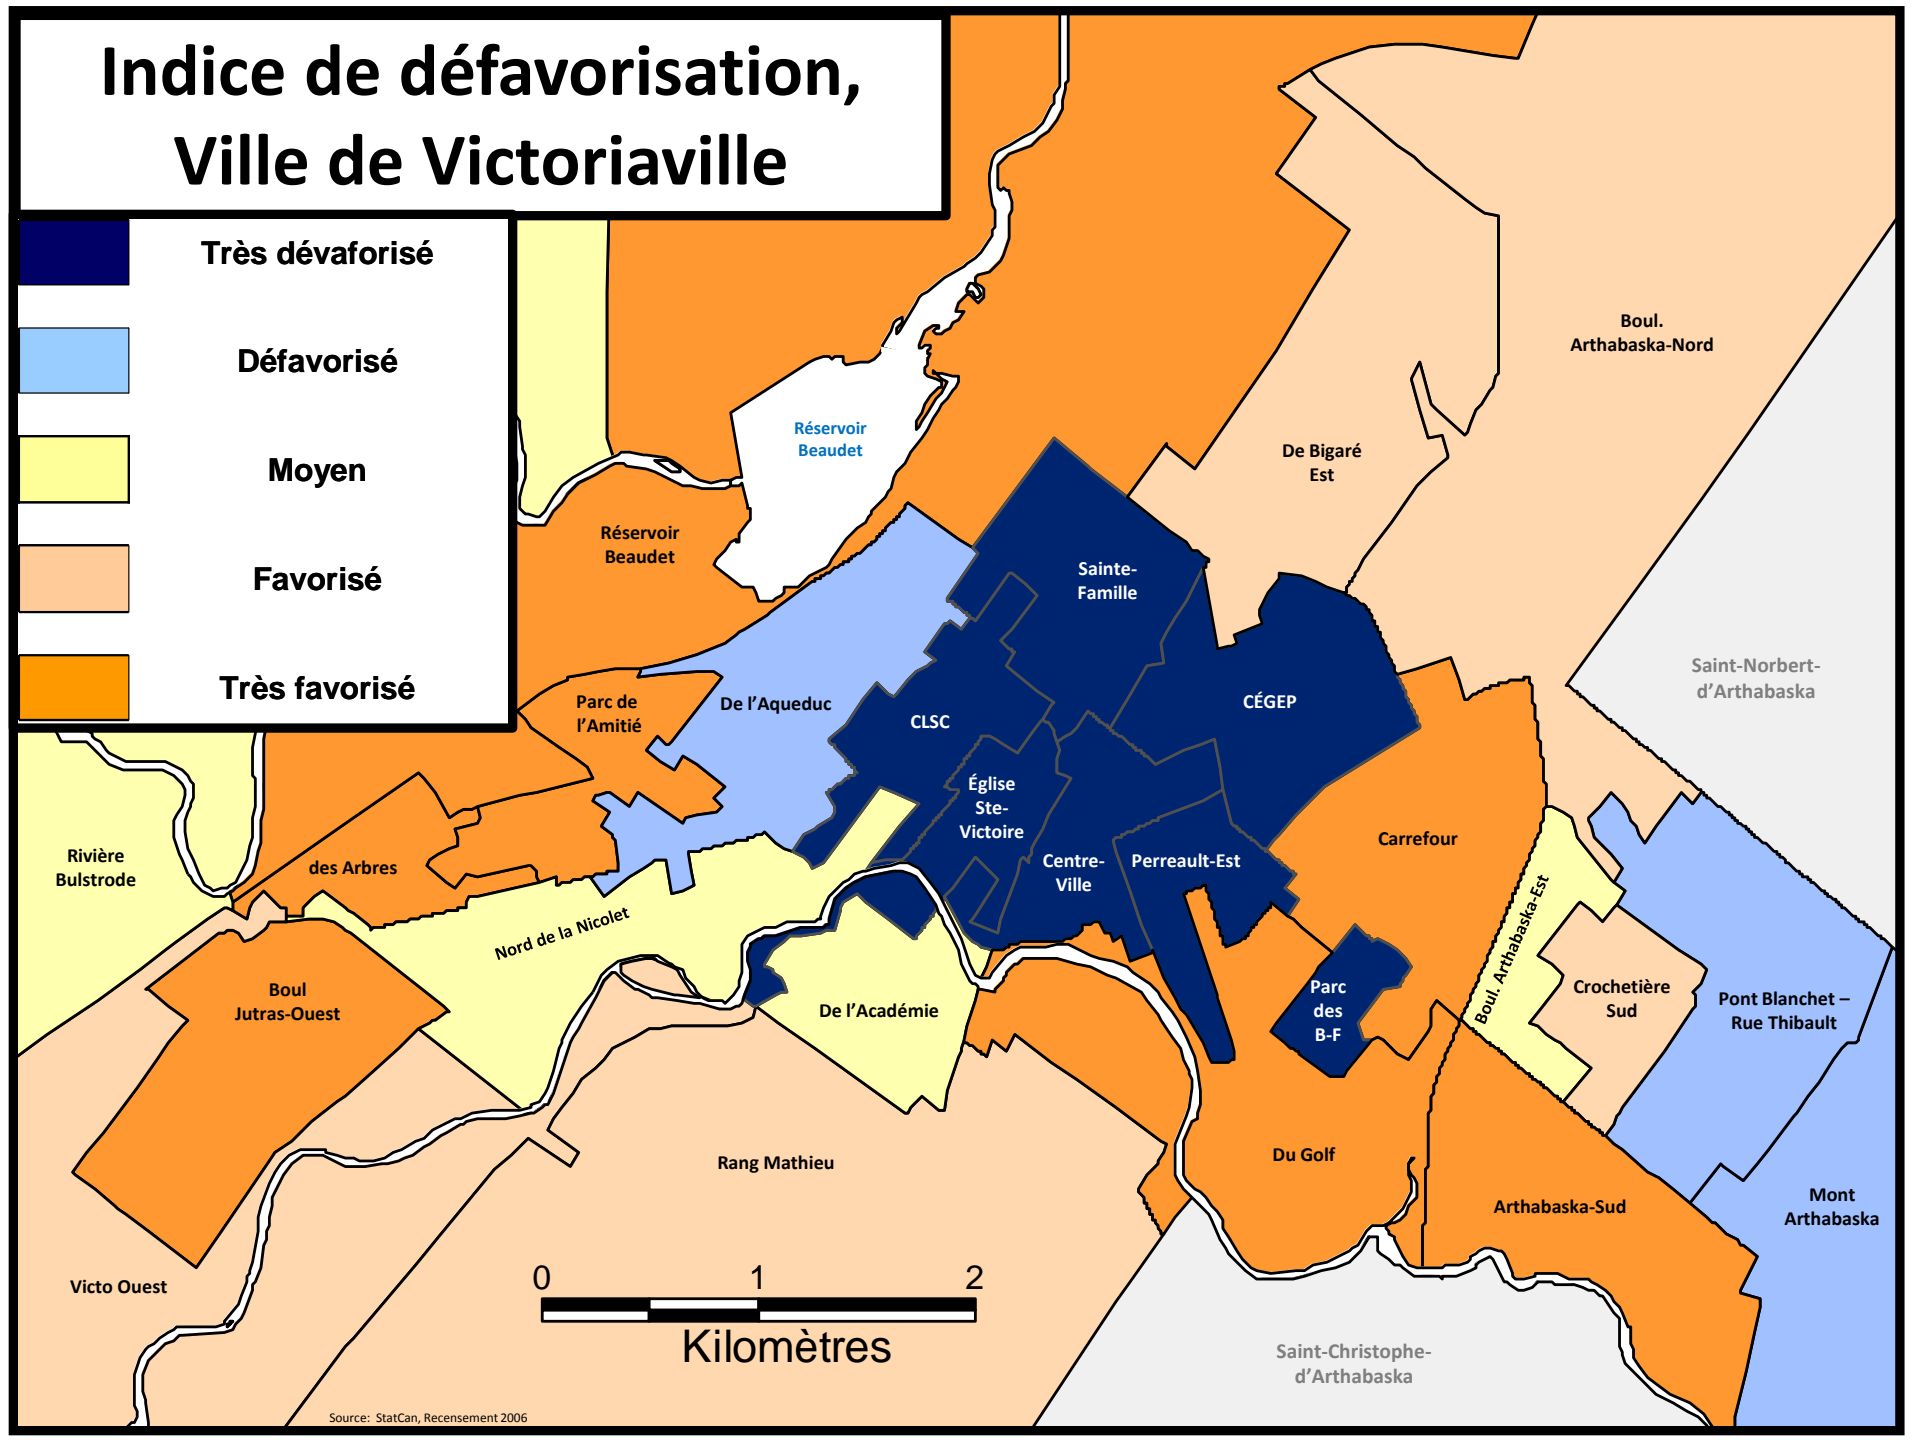 Indice de défavorisation,
Ville de Victoriaville
Très dévaforisé
Défavorisé
Moyen
Favorisé
Très favorisé
Boul.
Arthabaska-Nord
Réservoir
Beaudet
De Bigaré
Est
Réservoir
Beaudet
Sainte-
Famille
Saint-Norbert-
d'Arthabaska
Parc de
l'Amitié
De l'Aqueduc
CLSC
CÉGEP
Église
Ste-
Victoire
Carrefour
Rivière
Bulstrode
des Arbres
Centre-
Ville
Perreault-Est
Nord de la Nicolet
Boul. Arthabaska-Est
Boul
Jutras-Ouest
De l'Académie
Parc
des
B-F
Crochetière
Sud
Pont Blanchet –
Rue Thibault
Rang Mathieu
Du Golf
Arthabaska-Sud
Mont
Arthabaska
Victo Ouest
0 1 2
Kilomètres
Saint-Christophe-
d'Arthabaska
Source: StatCan, Recensement 2006